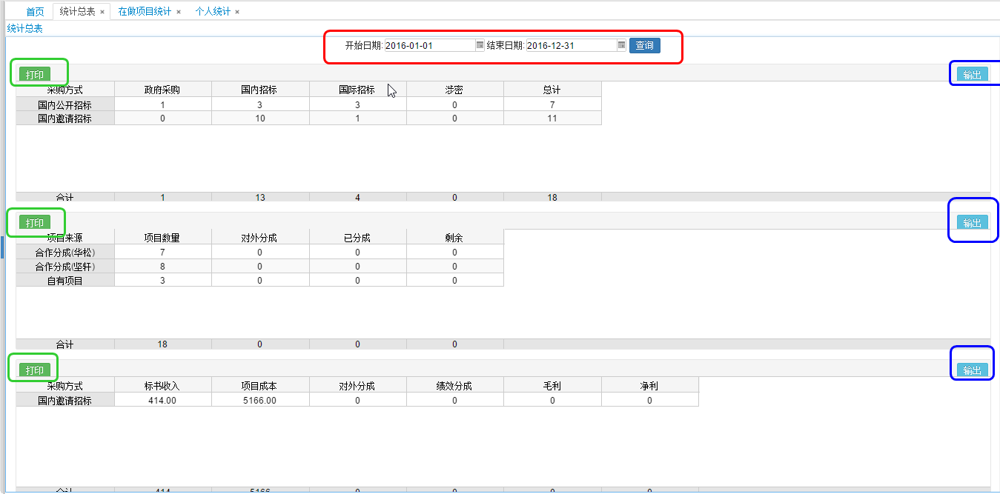 首页 统计总表 × 在做项目统计 × 个人统计 ×
统计总表
开始日期: 2016-01-01 结束日期: 2016-12-31 查询
打印 输出
采购方式 政府采购 国内招标 国际招标 涉密 总计
国内公开招标 1 3 3 0 7
国内邀请招标 0 10 1 0 11
合计 1 13 4 0 18
打印 输出
项目来源 项目数量 对外分成 已分成 剩余
合作分成(华松) 7 0 0 0
合作分成(坚轩) 8 0 0 0
自有项目 3 0 0 0
合计 18 0 0 0
打印 输出
采购方式 标书收入 项目成本 对外分成 绩效分成 毛利 净利
国内邀请招标 414.00 5166.00 0 0 0 0
合计 414 5166 0 0 0 0